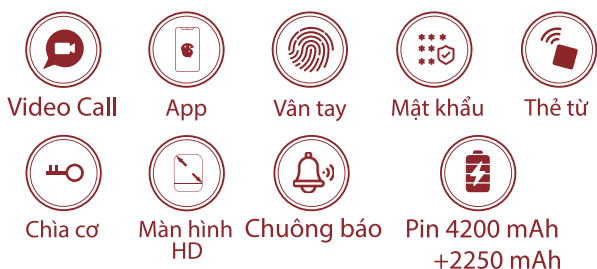 Video Call
App
Vân tay
Mật khẩu
Thẻ từ
Chìa cơ
Màn hình
HD
Chuông báo
Pin 4200 mAh
+2250 mAh